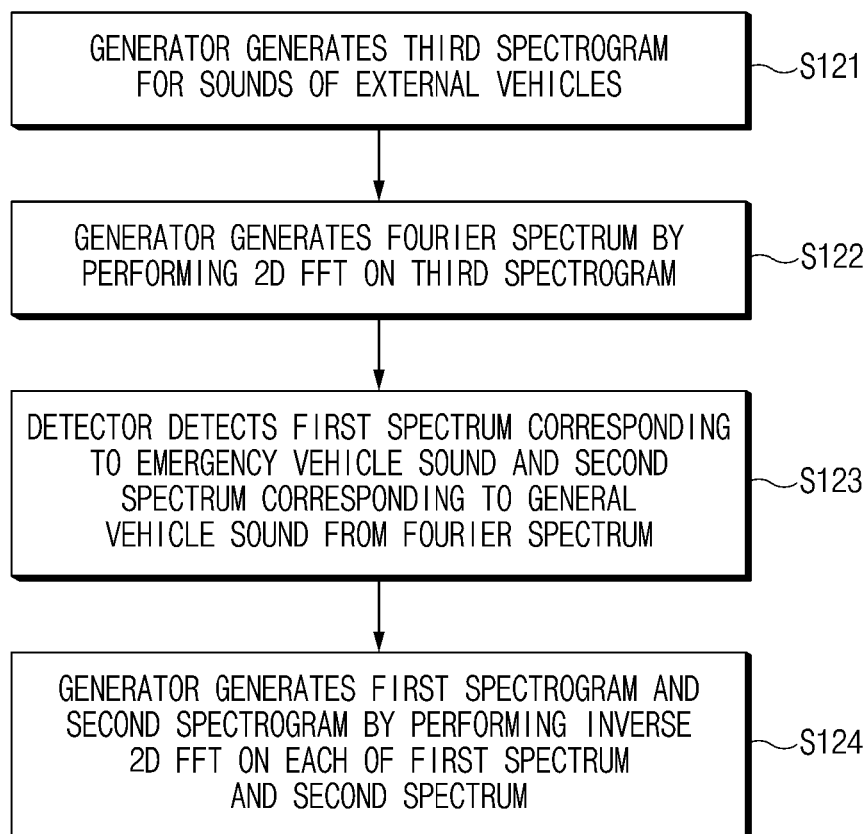 GENERATOR GENERATES THIRD SPECTROGRAM
FOR SOUNDS OF EXTERNAL VEHICLES
S121
GENERATOR GENERATES FOURIER SPECTRUM BY
PERFORMING 2D FFT ON THIRD SPECTROGRAM
S122
DETECTOR DETECTS FIRST SPECTRUM CORRESPONDING
TO EMERGENCY VEHICLE SOUND AND SECOND
SPECTRUM CORRESPONDING TO GENERAL
VEHICLE SOUND FROM FOURIER SPECTRUM
S123
GENERATOR GENERATES FIRST SPECTROGRAM AND
SECOND SPECTROGRAM BY PERFORMING INVERSE
2D FFT ON EACH OF FIRST SPECTRUM
AND SECOND SPECTRUM
S124